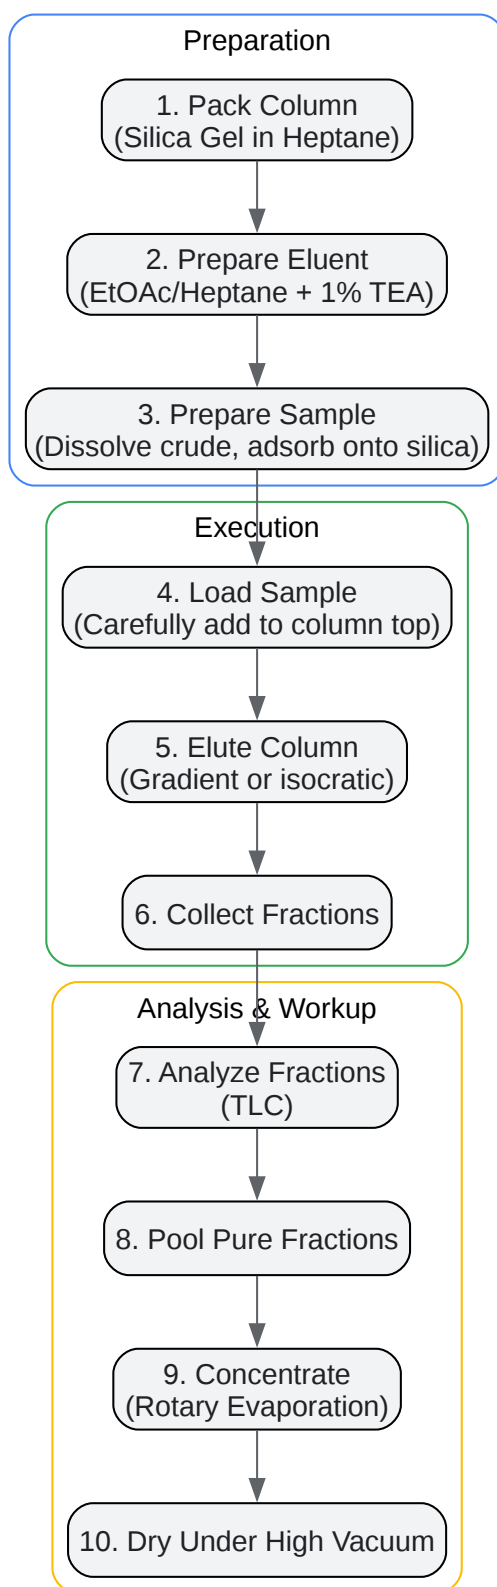 Preparation
1. Pack Column
(Silica Gel in Heptane)
2. Prepare Eluent
(EtOAc/Heptane + 1% TEA)
3. Prepare Sample
(Dissolve crude, adsorb onto silica)
Execution
4. Load Sample
(Carefully add to column top)
5. Elute Column
(Gradient or isocratic)
6. Collect Fractions
Analysis & Workup
7. Analyze Fractions
(TLC)
8. Pool Pure Fractions
9. Concentrate
(Rotary Evaporation)
10. Dry Under High Vacuum